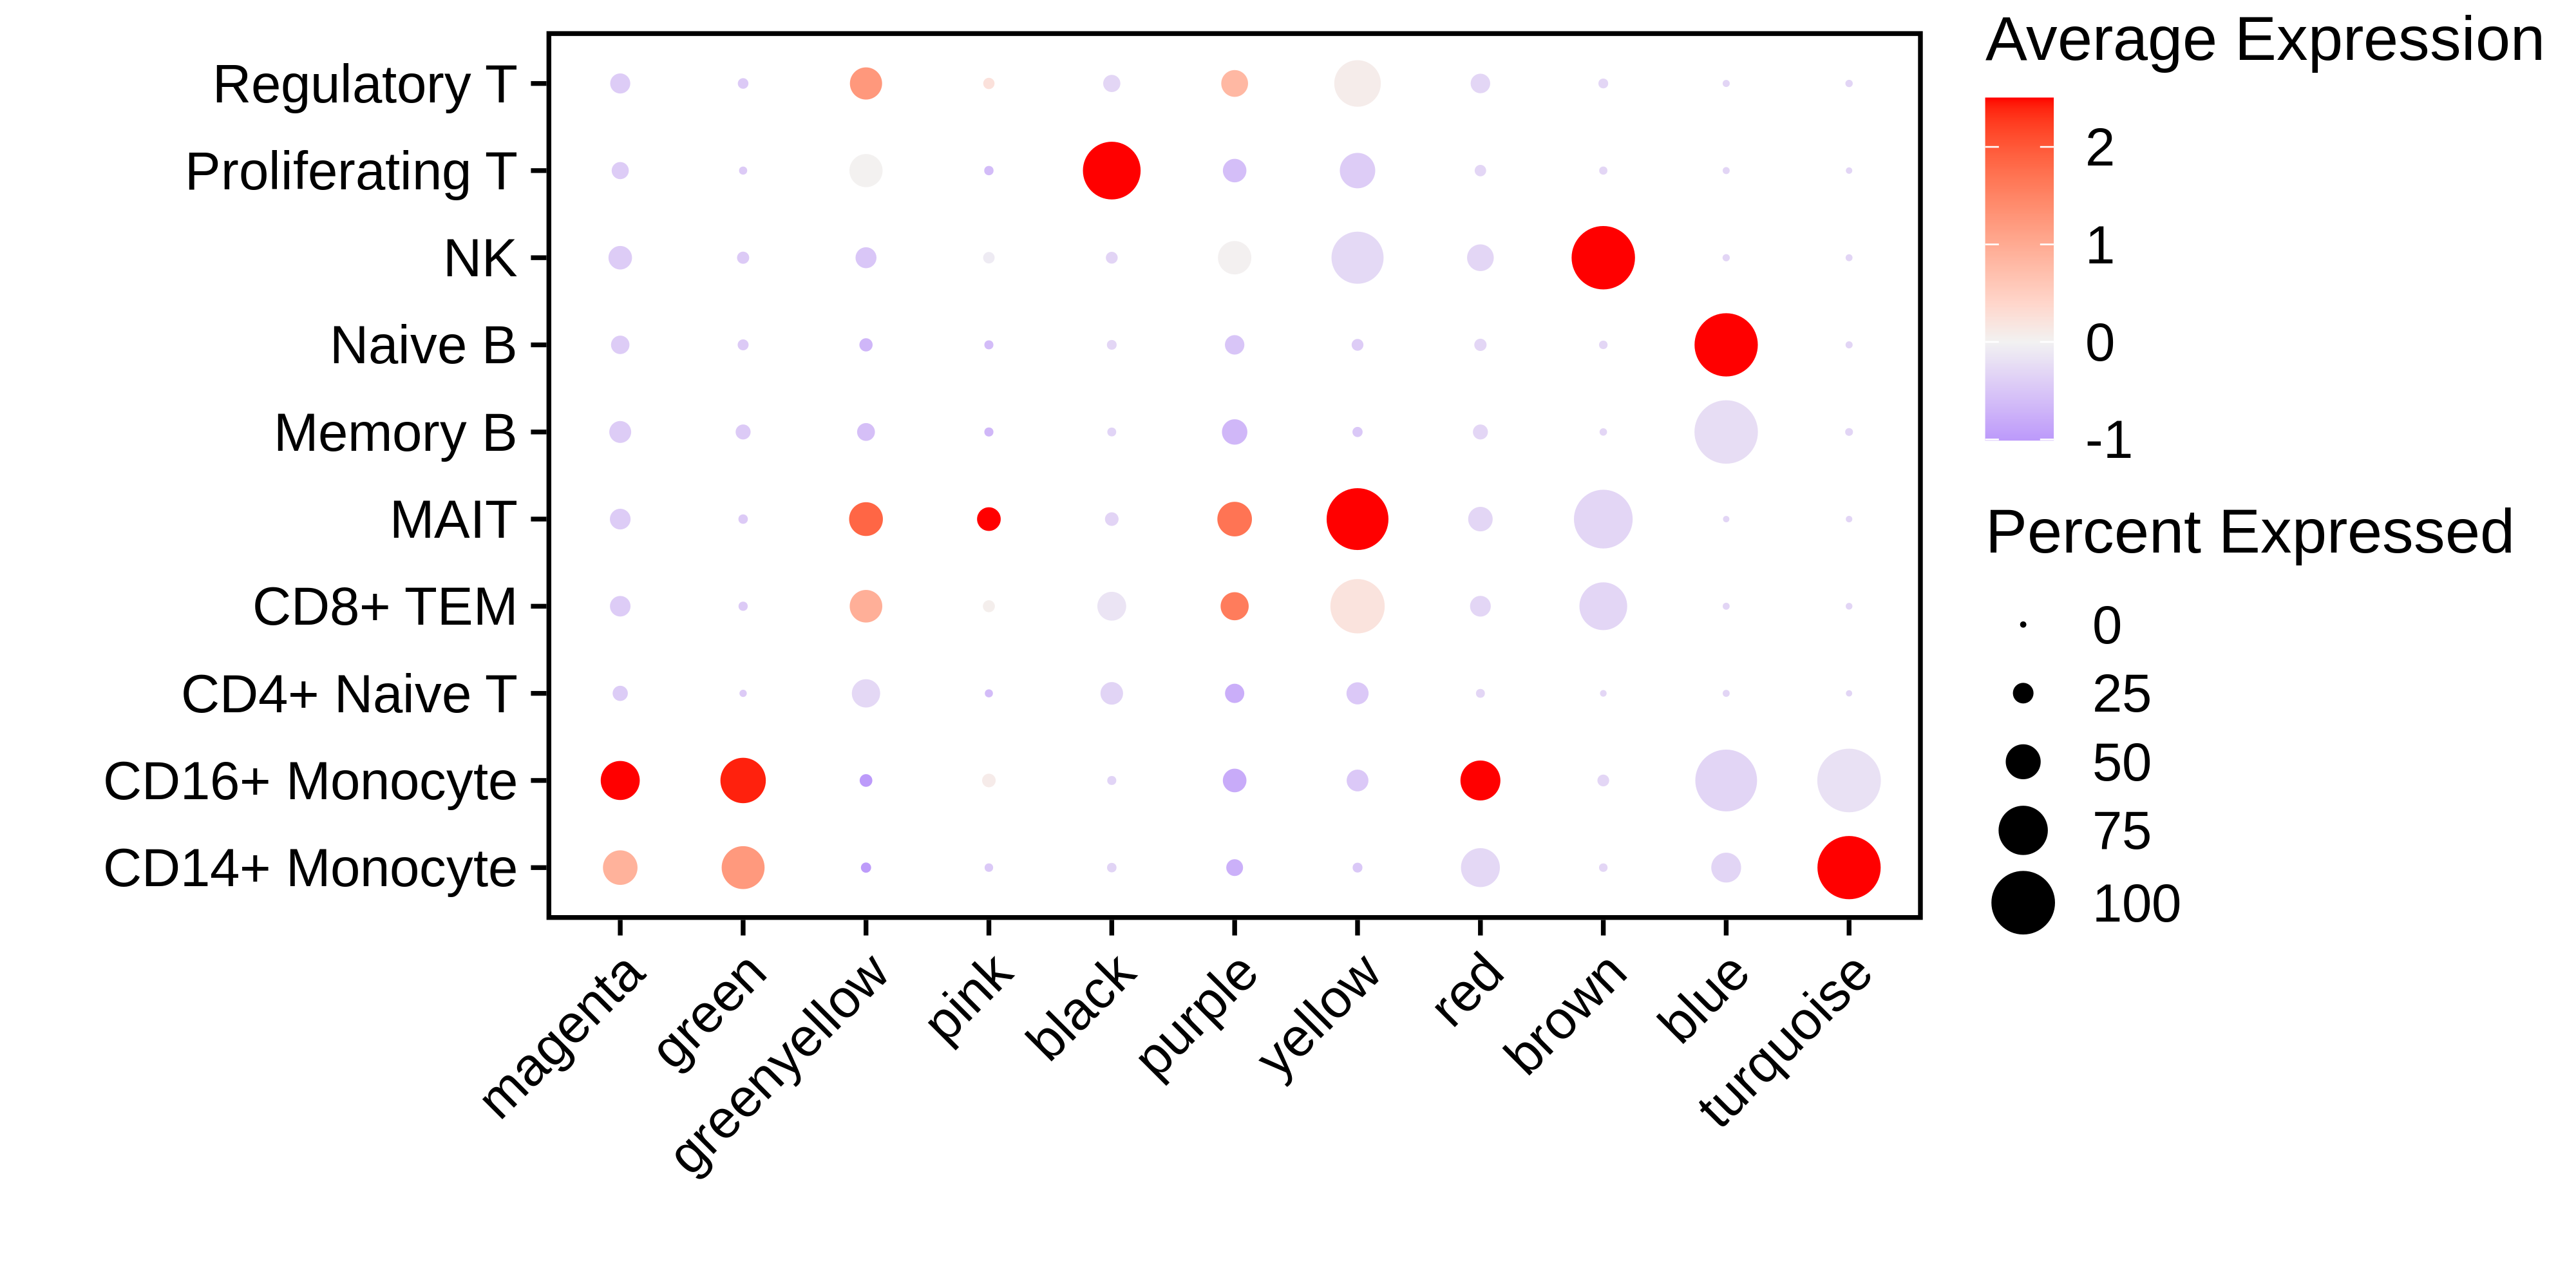 Regulatory T
Proliferating T
NK
Naive B
Memory B
MAIT
CD8+ TEM
CD4+ Naive T
CD16+ Monocyte
CD14+ Monocyte
magenta
green
greenyellow
pink
black
purple
yellow
red
brown
blue
turquoise
Average Expression
2
1
0
-1
Percent Expressed
0
25
50
75
100